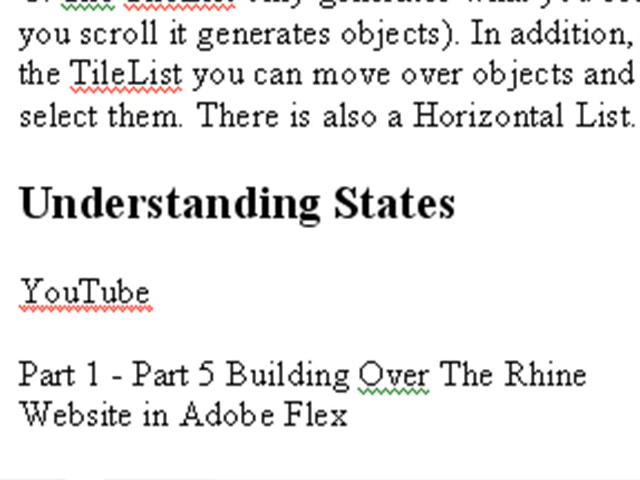 you scroll it generates objects). In addition,
the TileList you can move over objects and
select them. There is also a Horizontal List.
Understanding States
YouTube
Part 1 - Part 5 Building Over The Rhine
Website in Adobe Flex